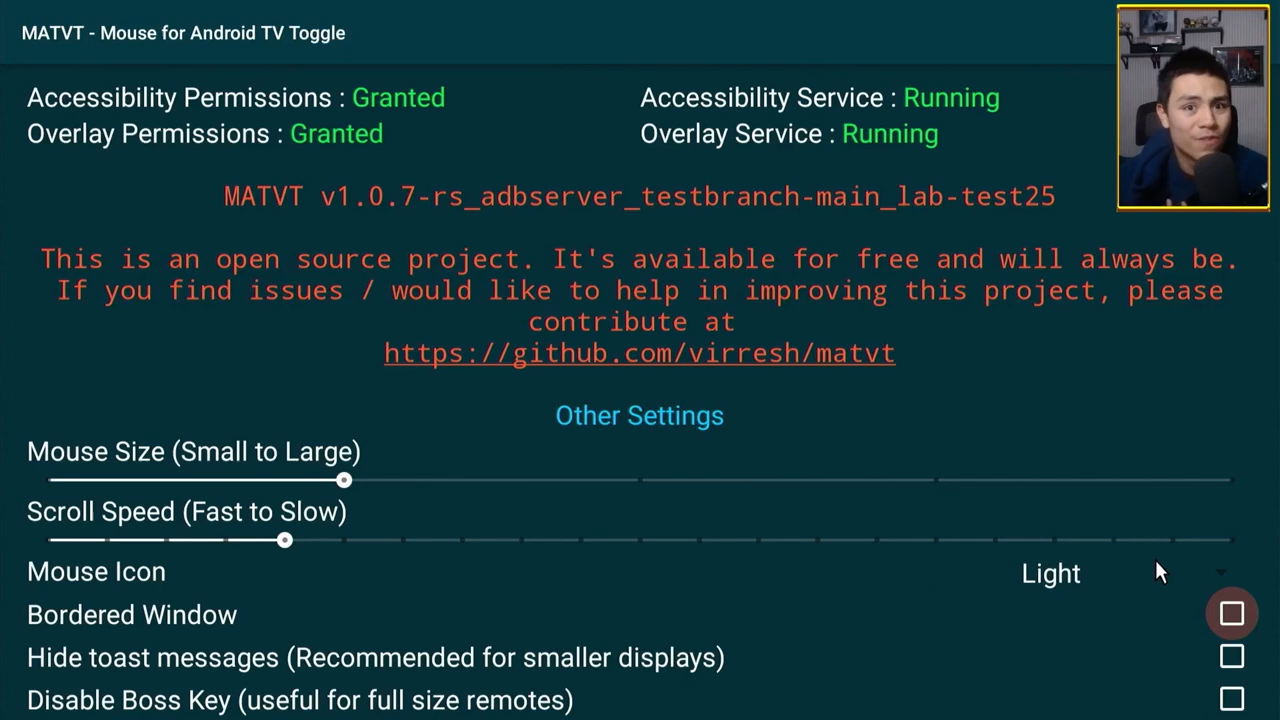 MATVT - Mouse for Android TV Toggle
Accessibility Permissions : Granted
Accessibility Service : Running
Overlay Permissions : Granted
Overlay Service : Running
MATVT v1.0.7-rs_adbserver_testbranch-main_lab-test25
This is an open source project. It's available for free and will always be.
If you find issues / would like to help in improving this project, please
contribute at
https://github.com/virresh/matvt
Other Settings
Mouse Size (Small to Large)
Scroll Speed (Fast to Slow)
Mouse Icon
Light
Bordered Window
Hide toast messages (Recommended for smaller displays)
Disable Boss Key (useful for full size remotes)